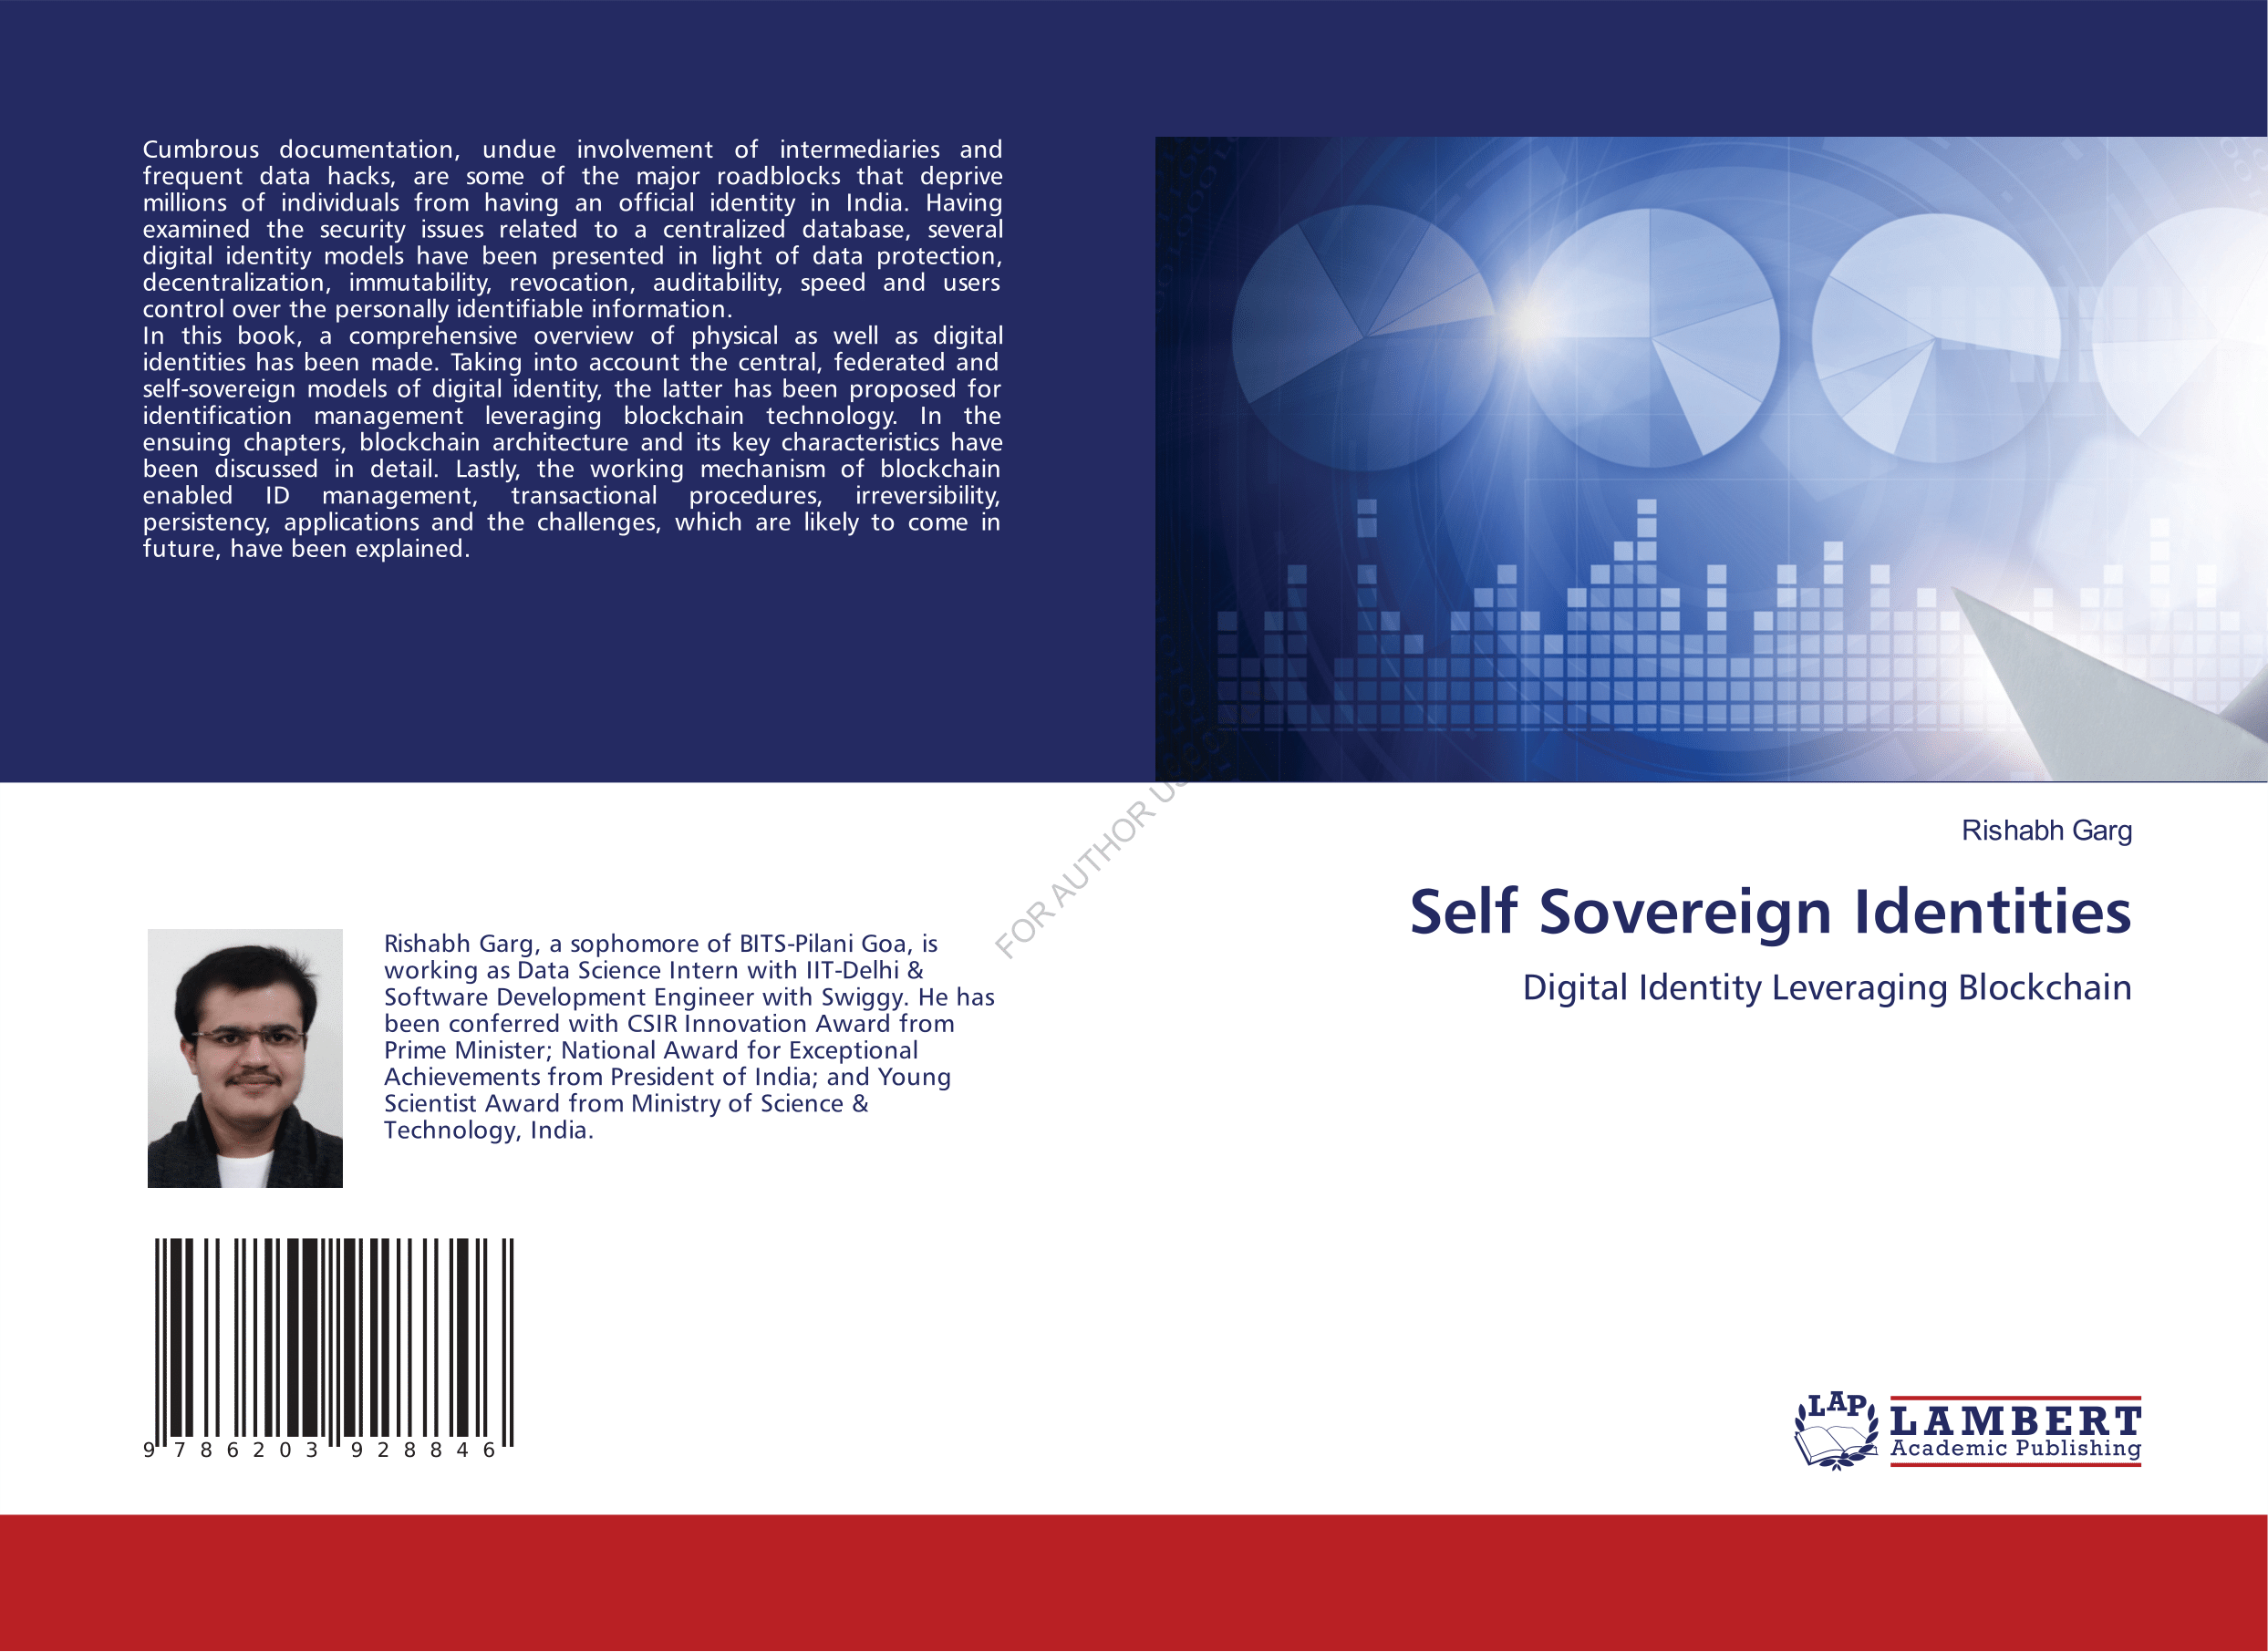 Cumbrous documentation, undue involvement of intermediaries and
frequent data hacks, are some of the major roadblocks that deprive
millions of individuals from having an official identity in India. Having
examined the security issues related to a centralized database, several
digital identity models have been presented in light of data protection,
decentralization, immutability, revocation, auditability, speed and users
control over the personally identifiable information.
In this book, a comprehensive overview of physical as well as digital
identities has been made. Taking into account the central, federated and
self-sovereign models of digital identity, the latter has been proposed for
identification management leveraging blockchain technology. In the
ensuing chapters, blockchain architecture and its key characteristics have
been discussed in detail. Lastly, the working mechanism of blockchain
enabled ID management, transactional procedures, irreversibility,
persistency, applications and the challenges, which are likely to come in
future, have been explained.
Rishabh Garg, a sophomore of BITS-Pilani Goa, is
working as Data Science Intern with IIT-Delhi &
Software Development Engineer with Swiggy. He has
been conferred with CSIR Innovation Award from
Prime Minister; National Award for Exceptional
Achievements from President of India; and Young
Scientist Award from Ministry of Science &
Technology, India.
9 786203 928846
FOR AUTHOR
Rishabh Garg
Self Sovereign Identities
Digital Identity Leveraging Blockchain
LAP
LAMBERT
Academic Publishing